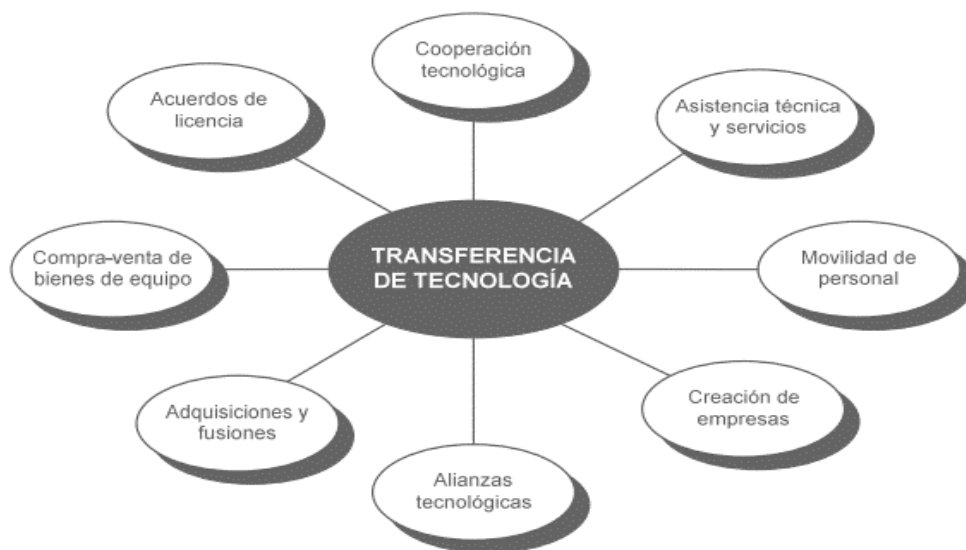 Cooperación
tecnológica
Acuerdos de
licencia
Asistencia técnica
y servicios
Compra-venta de
bienes de equipo
TRANSFERENCIA
DE TECNOLOGÍA
Movilidad de
personal
Adquisiciones y
fusiones
Creación de
empresas
Alianzas
tecnológicas